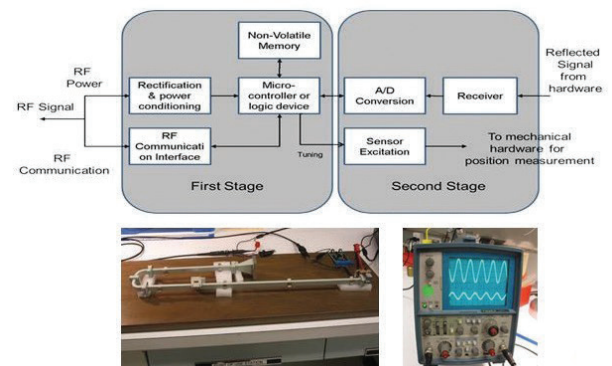 Non-Volatile
Memory
RF
Power
RF Signal
RF
Communication
Rectification
& power
conditioning
Micro-
controller or
logic device
RF
Communicati
on Interface
Tuning
First Stage
A/D
Conversion
Receiver
Sensor
Excitation
Second Stage
Reflected
Signal
from
hardware
To mechanical
hardware for
position measurement